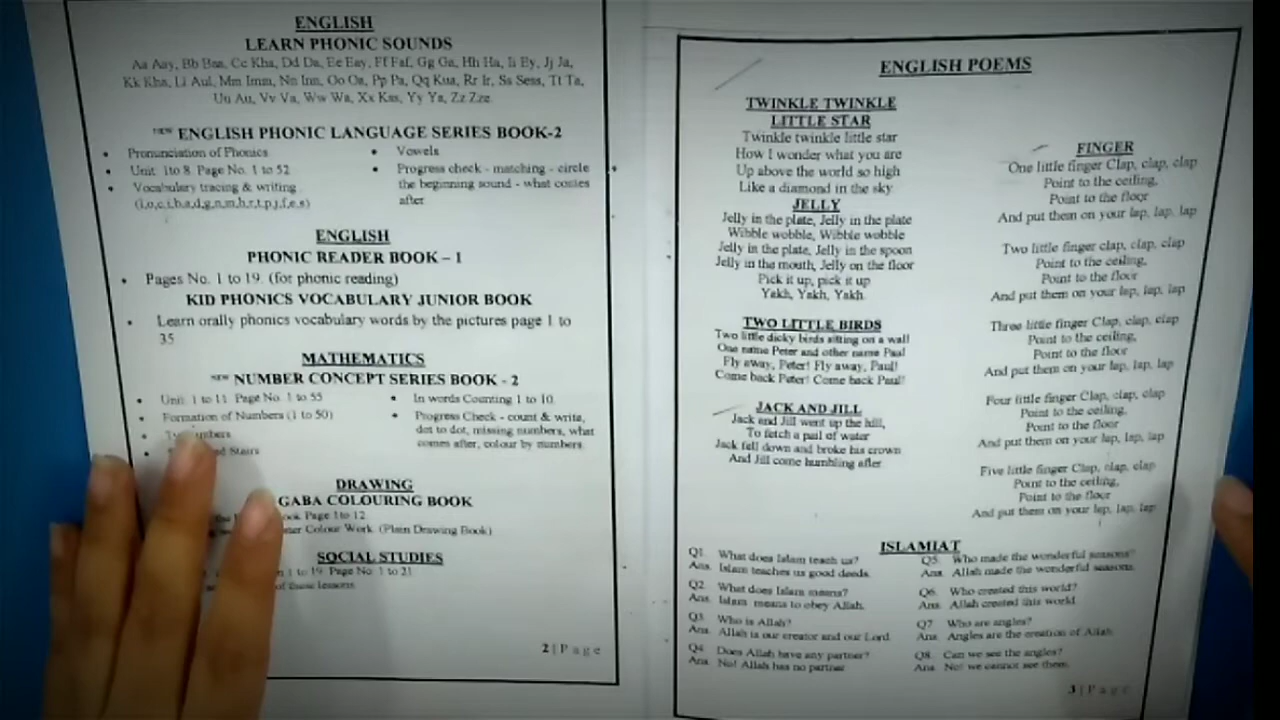 ENGLISH
LEARN PHONIC SOUNDS
Aa Aay, Bb Baa, Cc Kha, Dd Da, Ee Eay, Ff Faf, Gg Ga, Hh Ha, Ii Ey, Jj Ja,
Kk Kha, Ll Aul, Mm Imm, Nn Inn, Oo Oa, Pp Pa, Qq Kua, Rr Ir, Ss Sess, Tt Ta,
Uu Au, Vv Va, Ww Wa, Xx Kas, Yy Ya, Zz Zze
NEW ENGLISH PHONIC LANGUAGE SERIES BOOK-2
• Pronunciation of Phonics
• Unit 1to 8. Page No. 1 to 52
• Vocabulary tracing & writing
(i,o,c,l,b,a,d,g,n,m,h,r,t,p,j,f,e,s)
• Vowels
• Progress check - matching - circle
the beginning sound - what comes
after
ENGLISH
PHONIC READER BOOK – 1
• Pages No. 1 to 19. (for phonic reading)
KID PHONICS VOCABULARY JUNIOR BOOK
• Learn orally phonics vocabulary words by the pictures page 1 to
35
MATHEMATICS
NEW NUMBER CONCEPT SERIES BOOK - 2
• Unit 1 to 11 Page No. 1 to 55
• Formation of Numbers (1 to 50)
•
• Stairs
• In words Counting 1 to 10.
• Progress Check - count & write,
dot to dot, missing numbers, what
comes after, colour by numbers.
DRAWING
GABA COLOURING BOOK
Page 1to 12
Colour Work. (Plain Drawing Book)
SOCIAL STUDIES
1 to 19. Page No. 1 to 21
of those lessons.
2 | P a g e
ENGLISH POEMS
TWINKLE TWINKLE
LITTLE STAR
Twinkle twinkle little star
How I wonder what you are
Up above the world so high
Like a diamond in the sky
JELLY
Jelly in the plate, Jelly in the plate
Wibble wobble, Wibble wobble
Jelly in the plate, Jelly in the spoon
Jelly in the mouth, Jelly on the floor
Pick it up, pick it up
Yakh, Yakh, Yakh.
TWO LITTLE BIRDS
Two little dicky birds sitting on a wall
One name Peter and other name Paul
Fly away, Peter! Fly away, Paul!
Come back Peter! Come back Paul!
JACK AND JILL
Jack and Jill went up the hill,
To fetch a pail of water
Jack fell down and broke his crown
And Jill come humbling after
FINGER
One little finger Clap, clap, clap
Point to the ceiling,
Point to the floor
And put them on your lap, lap, lap
Two little finger clap, clap, clap
Point to the ceiling,
Point to the floor
And put them on your lap, lap, lap
Three little finger Clap, clap, clap
Point to the ceiling,
Point to the floor
And put them on your lap, lap, lap
Four little finger Clap, clap, clap
Point to the ceiling,
Point to the floor
And put them on your lap, lap, lap
Five little finger Clap, clap, clap
Point to the ceiling,
Point to the floor
And put them on your lap, lap, lap
ISLAMIAT
Q1. What does Islam teach us?
Ans. Islam teaches us good deeds.
Q2. What does Islam means?
Ans. Islam means to obey Allah.
Q3. Who is Allah?
Ans. Allah is our creator and our Lord.
Q4. Does Allah have any partner?
Ans. No! Allah has no partner
Q5. Who made the wonderful seasons?
Ans. Allah made the wonderful seasons.
Q6. Who created this world?
Ans. Allah created this world
Q7. Who are angles?
Ans. Angles are the creation of Allah.
Q8. Can we see the angles?
Ans. No! we cannot see them.
3 | P a g e